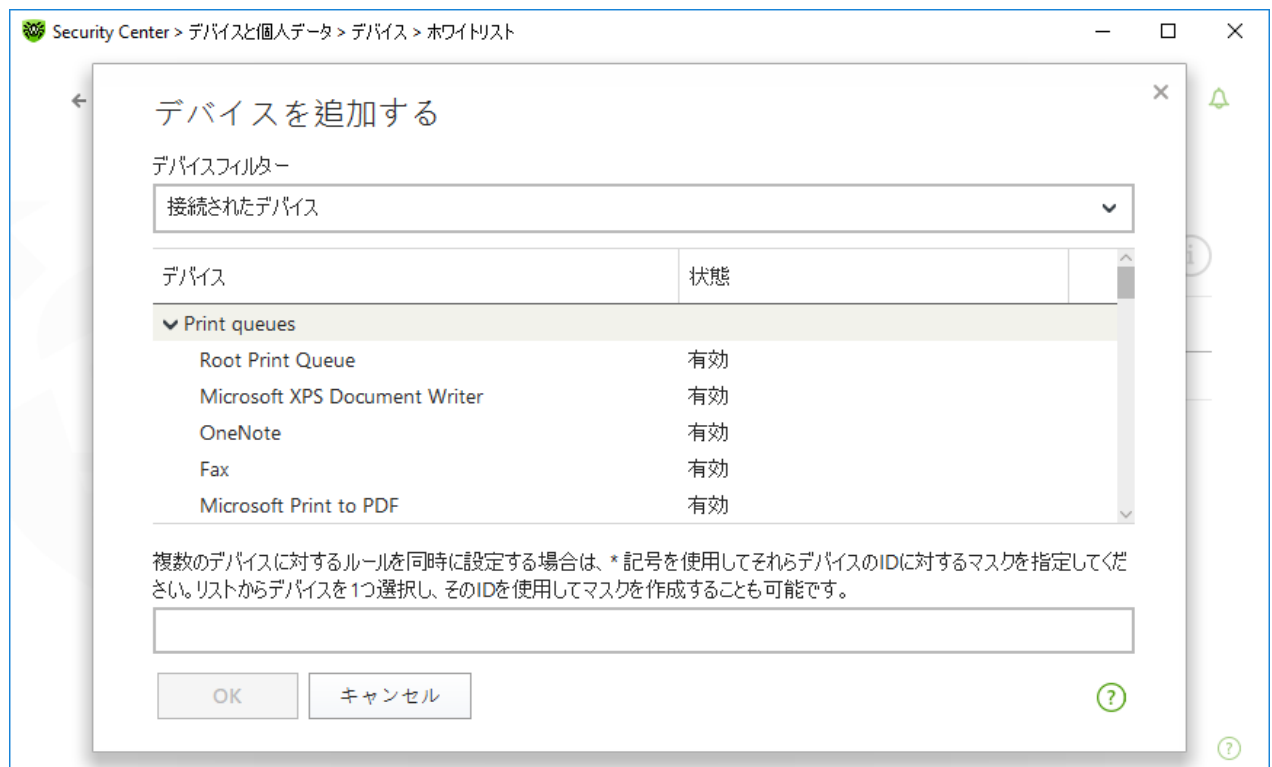 Security Center > デバイスと個人データ > デバイス > ホワイトリスト
デバイスを追加する
デバイスフィルター
接続されたデバイス
デバイス 状態
Print queues
Root Print Queue 有効
Microsoft XPS Document Writer 有効
OneNote 有効
Fax 有効
Microsoft Print to PDF 有効
複数のデバイスに対するルールを同時に設定する場合は、* 記号を使用してそれらデバイスのIDに対するマスクを指定してくだ
さい。リストからデバイスを1つ選択し、そのIDを使用してマスクを作成することも可能です。
OK キャンセル